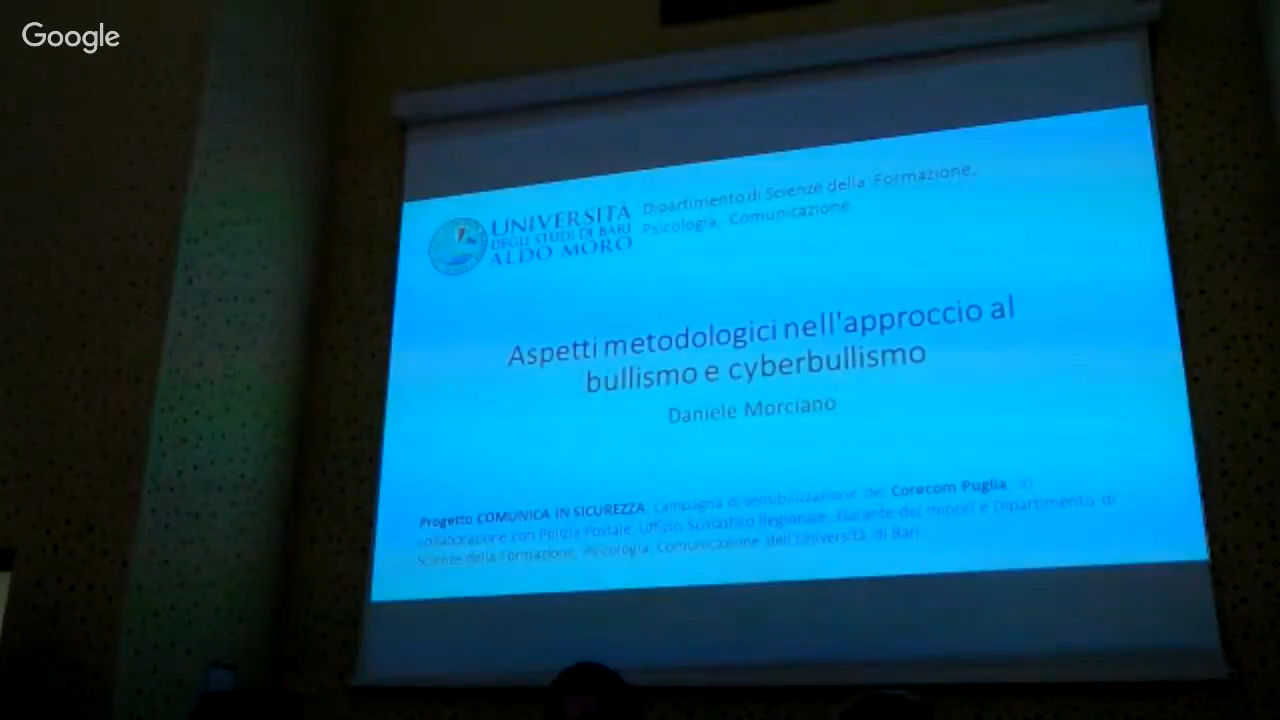 Google
UNIVERSITÀ
DEGLI STUDI DI BARI
ALDO MORO
Dipartimento di Scienze della Formazione,
Psicologia, Comunicazione
Aspetti metodologici nell'approccio al
bullismo e cyberbullismo
Daniele Morciano
Progetto COMUNICA IN SICUREZZA, campagna di sensibilizzazione del Corecom Puglia, in
collaborazione con Polizia Postale, Ufficio Scolastico Regionale, Garante dei minori e Dipartimento di
Scienze della Formazione, Psicologia, Comunicazione dell'Università di Bari